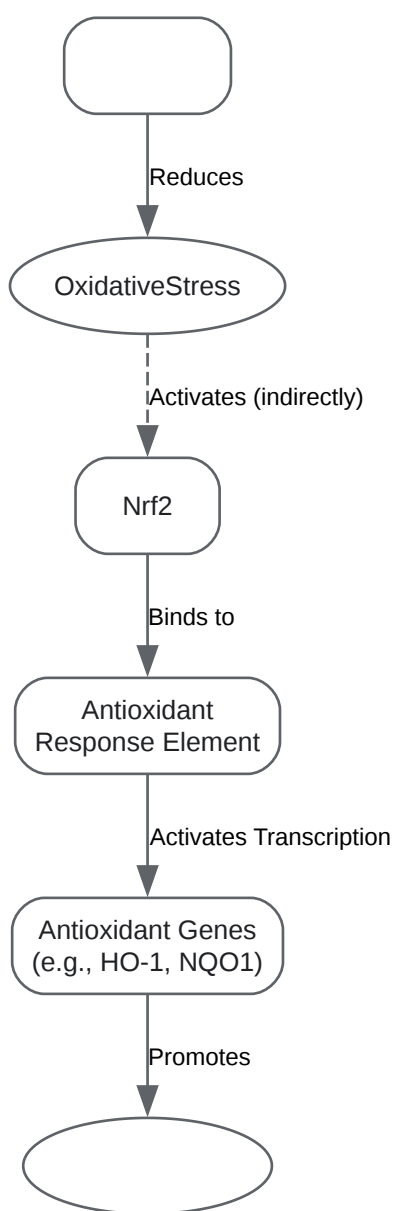 Reduces
OxidativeStress
Activates (indirectly)
Nrf2
Binds to
Antioxidant
Response Element
Activates Transcription
Antioxidant Genes
(e.g., HO-1, NQO1)
Promotes